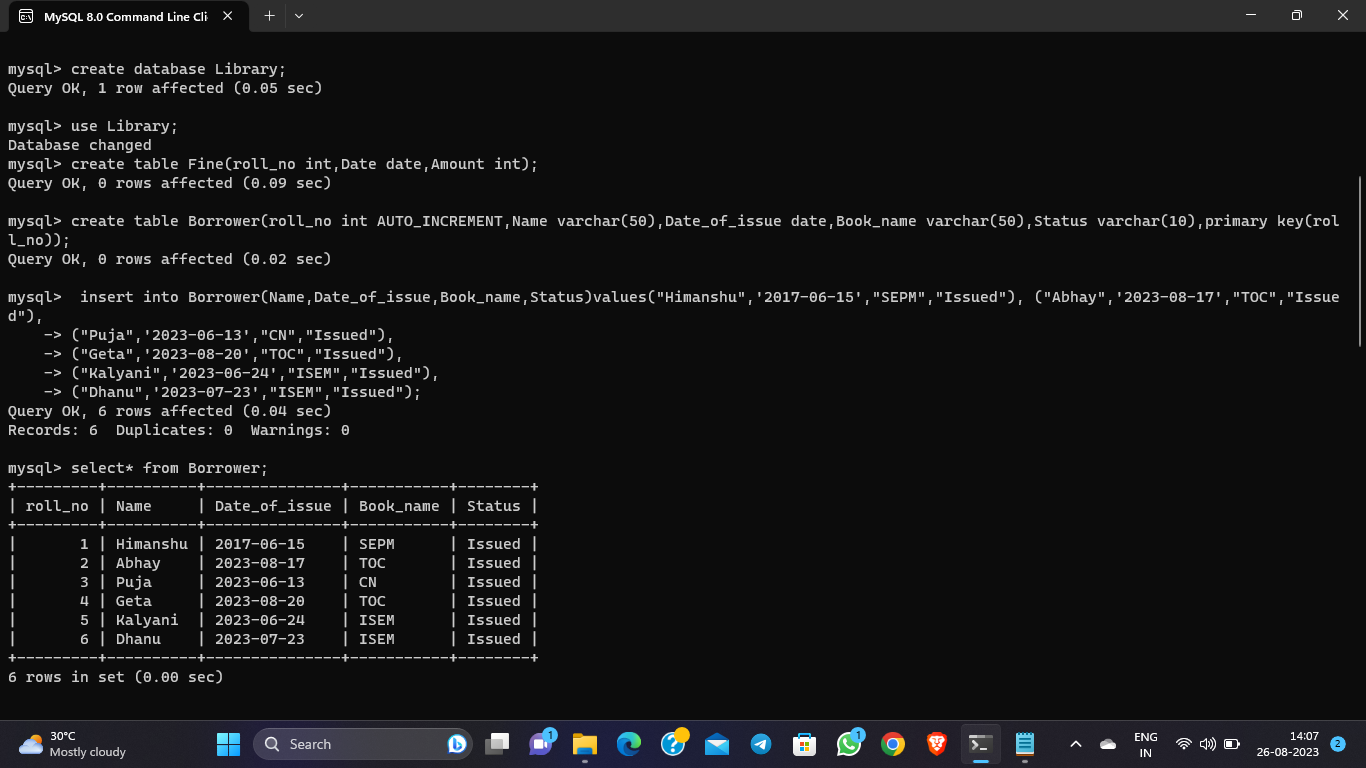 MySQL 8.0 Command Line Cli
mysql> create database Library;
Query OK, 1 row affected (0.05 sec)
mysql> use Library;
Database changed
mysql> create table Fine(roll_no int,Date date,Amount int);
Query OK, 0 rows affected (0.09 sec)
mysql> create table Borrower(roll_no int AUTO_INCREMENT,Name varchar(50),Date_of_issue date,Book_name varchar(50),Status varchar(10),primary key(rol
l_no));
Query OK, 0 rows affected (0.02 sec)
mysql>  insert into Borrower(Name,Date_of_issue,Book_name,Status)values("Himanshu",'2017-06-15',"SEPM","Issued"), ("Abhay",'2023-08-17',"TOC","Issue
d"),
    -> ("Puja",'2023-06-13',"CN","Issued"),
    -> ("Geta",'2023-08-20',"TOC","Issued"),
    -> ("Kalyani",'2023-06-24',"ISEM","Issued"),
    -> ("Dhanu",'2023-07-23',"ISEM","Issued");
Query OK, 6 rows affected (0.04 sec)
Records: 6  Duplicates: 0  Warnings: 0
mysql> select* from Borrower;
+---------+----------+---------------+-----------+--------+
| roll_no | Name     | Date_of_issue | Book_name | Status |
+---------+----------+---------------+-----------+--------+
|       1 | Himanshu | 2017-06-15    | SEPM      | Issued |
|       2 | Abhay    | 2023-08-17    | TOC       | Issued |
|       3 | Puja     | 2023-06-13    | CN        | Issued |
|       4 | Geta     | 2023-08-20    | TOC       | Issued |
|       5 | Kalyani  | 2023-06-24    | ISEM      | Issued |
|       6 | Dhanu    | 2023-07-23    | ISEM      | Issued |
+---------+----------+---------------+-----------+--------+
6 rows in set (0.00 sec)
30°C
Mostly cloudy
Search
1
1
ENG
IN
14:07
26-08-2023
2